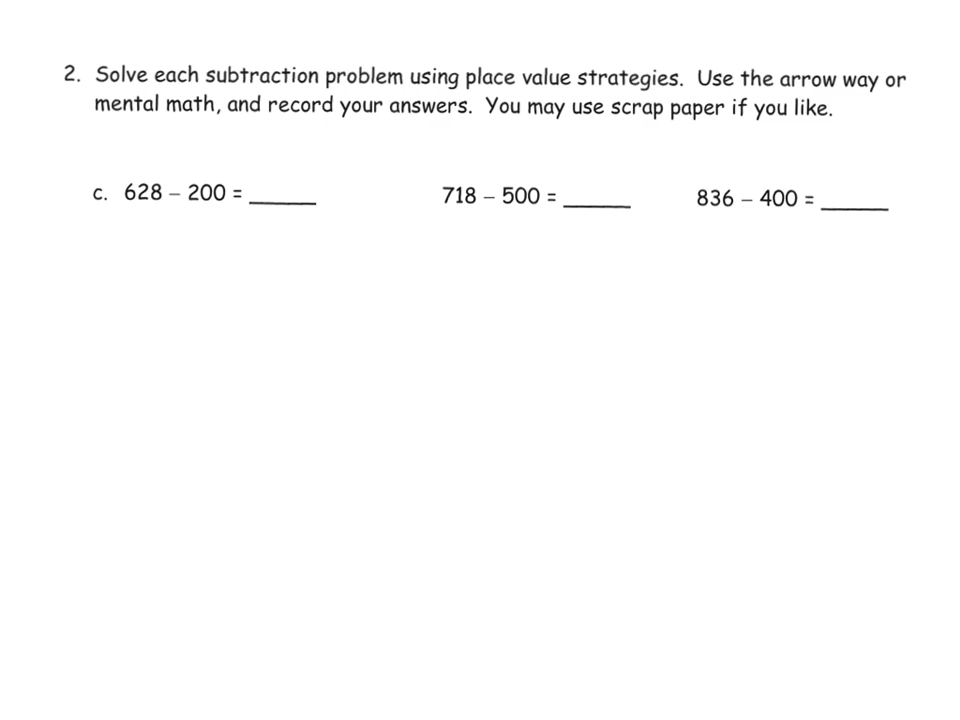 2. Solve each subtraction problem using place value strategies. Use the arrow way or
mental math, and record your answers. You may use scrap paper if you like.
c. 628 – 200 = ______ 718 – 500 = ______ 836 – 400 = ______